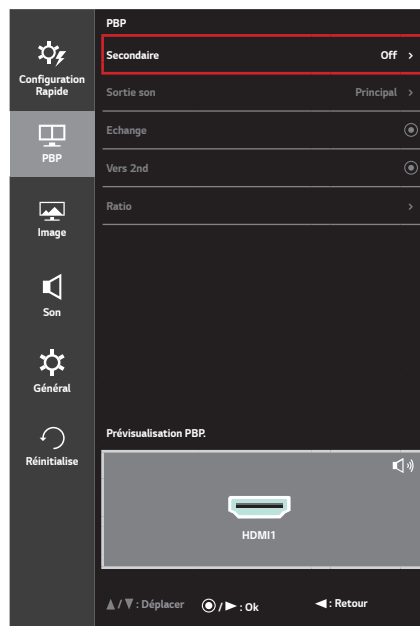 PBP
Configuration
Rapide
PBP
Image
Son
Général
Réinitialise
Secondaire Off >
Sortie son Principal >
Echange
Vers 2nd
Ratio >
Prévisualisation PBP.
HDMI1
▲/▼ : Déplacer ◉/► : Ok ◄ : Retour